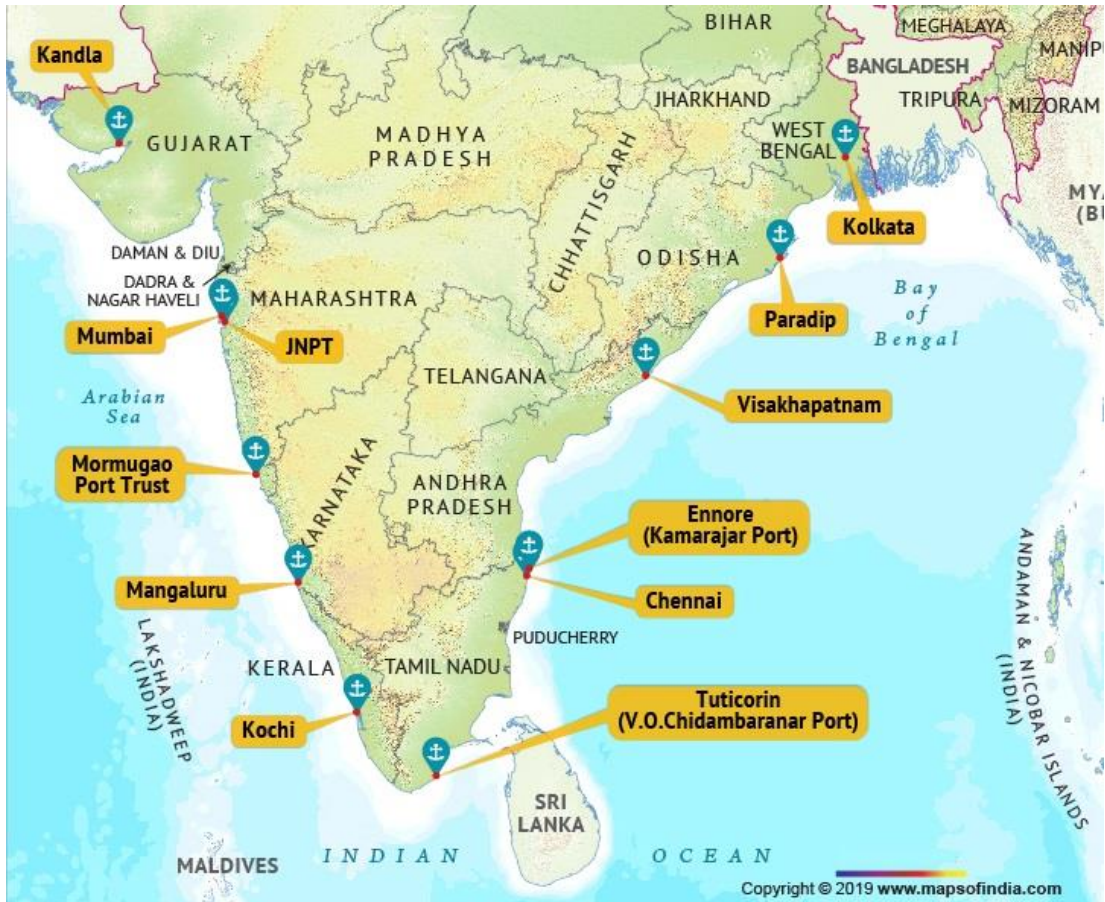 BIHAR
MEGHALAYA
MANIP
Kandla
BANGLADESH
JHARKHAND
TRIPURA
MIZORAM
GUJARAT
MADHYA
PRADESH
WEST
BENGAL
CHHATTISGARH
MYA
(BU
Kolkata
DAMAN & DIU
ODISHA
DADRA &
NAGAR HAVELI
MAHARASHTRA
Bay
of
Bengal
Paradip
Mumbai
JNPT
TELANGANA
Visakhapatnam
Arabian
Sea
Mormugao
Port Trust
KARNATAKA
ANDHRA
PRADESH
Ennore
(Kamarajar Port)
Mangaluru
Chennai
ANDAMAN & NICOBAR ISLANDS
(INDIA)
PUDUCHERRY
LAKSHADWEEP
(INDIA)
KERALA
TAMIL NADU
Kochi
Tuticorin
(V.O.Chidambaranar Port)
SRI
LANKA
MALDIVES
INDIAN OCEAN
Copyright © 2019 www.mapsofindia.com